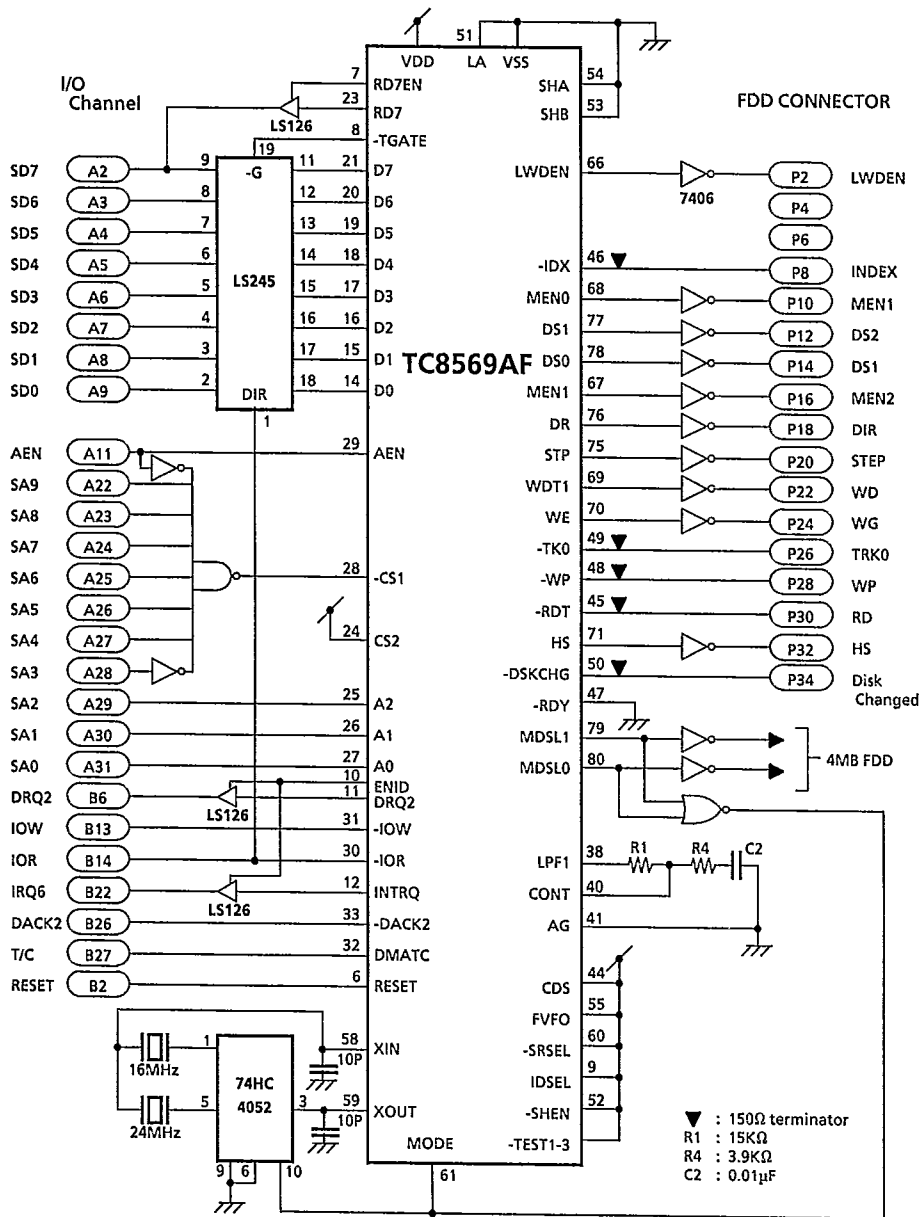 I/O
Channel
FDD CONNECTOR
51
VDD
LA
VSS
7
RD7EN
23
RD7
LS126
8
-TGATE
SHA
54
SHB
53
19
SD7 A2 9 -G 11 21 D7
SD6 A3 8 12 20 D6
SD5 A4 7 13 19 D5
SD4 A5 6 14 18 D4
LS245
SD3 A6 5 15 17 D3
SD2 A7 4 16 16 D2
SD1 A8 3 17 15 D1
SD0 A9 2 DIR 18 14 D0
1
TC8569AF
LWDEN 66 7406 P2 LWDEN
P4
P6
-IDX 46 P8 INDEX
MEN0 68 P10 MEN1
DS1 77 P12 DS2
DS0 78 P14 DS1
MEN1 67 P16 MEN2
DR 76 P18 DIR
STP 75 P20 STEP
WDT1 69 P22 WD
WE 70 P24 WG
-TK0 49 P26 TRK0
-WP 48 P28 WP
-RDT 45 P30 RD
HS 71 P32 HS
-DSKCHG 50 P34 Disk
Changed
-RDY 47
MDSL1 79
MDSL0 80
4MB FDD
AEN A11 29 AEN
SA9 A22
SA8 A23
SA7 A24
SA6 A25 28 -CS1
SA5 A26
SA4 A27 24 CS2
SA3 A28
SA2 A29 25 A2
SA1 A30 26 A1
SA0 A31 27 A0
10 ENID
DRQ2 B6 LS126 11 DRQ2
IOW B13 31 -IOW
IOR B14 30 -IOR
IRQ6 B22 LS126 12 INTRQ
DACK2 B26 33 -DACK2
T/C B27 32 DMATC
RESET B2 6 RESET
LPF1 38 R1 R4 C2
CONT 40
AG 41
CDS 44
FVFO 55
-SRSEL 60
IDSEL 9
-SHEN 52
-TEST1-3
16MHz 1 58 XIN
10P
74HC
4052
24MHz 5 3 59 XOUT
10P
9 6 10
MODE
61
▼ : 150Ω terminator
R1 : 15KΩ
R4 : 3.9KΩ
C2 : 0.01μF